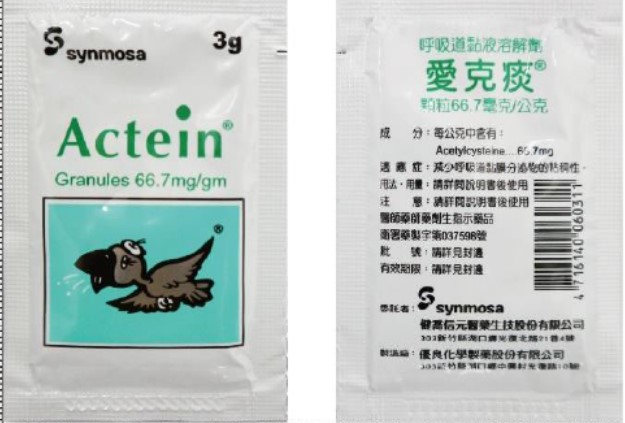 synmosa
3g
Actein®
Granules 66.7mg/gm
®
呼吸道黏液溶解劑
愛克痰®
顆粒66.7毫克/公克
成 分：每公克中含有：
Acetylcysteine....66.7mg
適應症：減少呼吸道黏膜分泌物的粘稠性。
用法・用量：請詳閱說明書後使用
注 意：請詳閱說明書後使用
醫師藥師藥劑生指示藥品
衛署藥製字第037598號
批 號：請詳見封邊
有效期限：請詳見封邊
4 716140 060311
委託者：
synmosa
健喬信元醫藥生技股份有限公司
製造廠：優良化學製藥股份有限公司